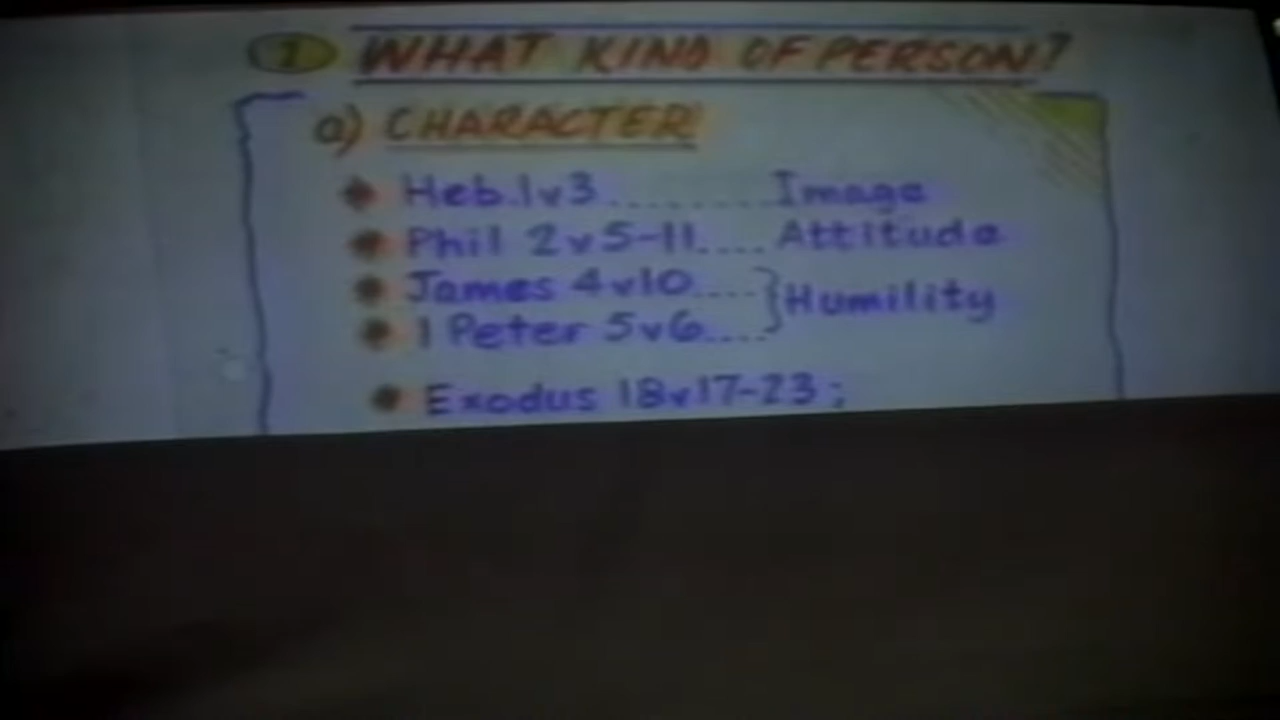 1 WHAT KIND OF PERSON?
a) CHARACTER
Heb.1v3.........Image
Phil 2v5-11.... Attitude
James 4v10....
}Humility
1 Peter 5v6....
Exodus 18v17-23;